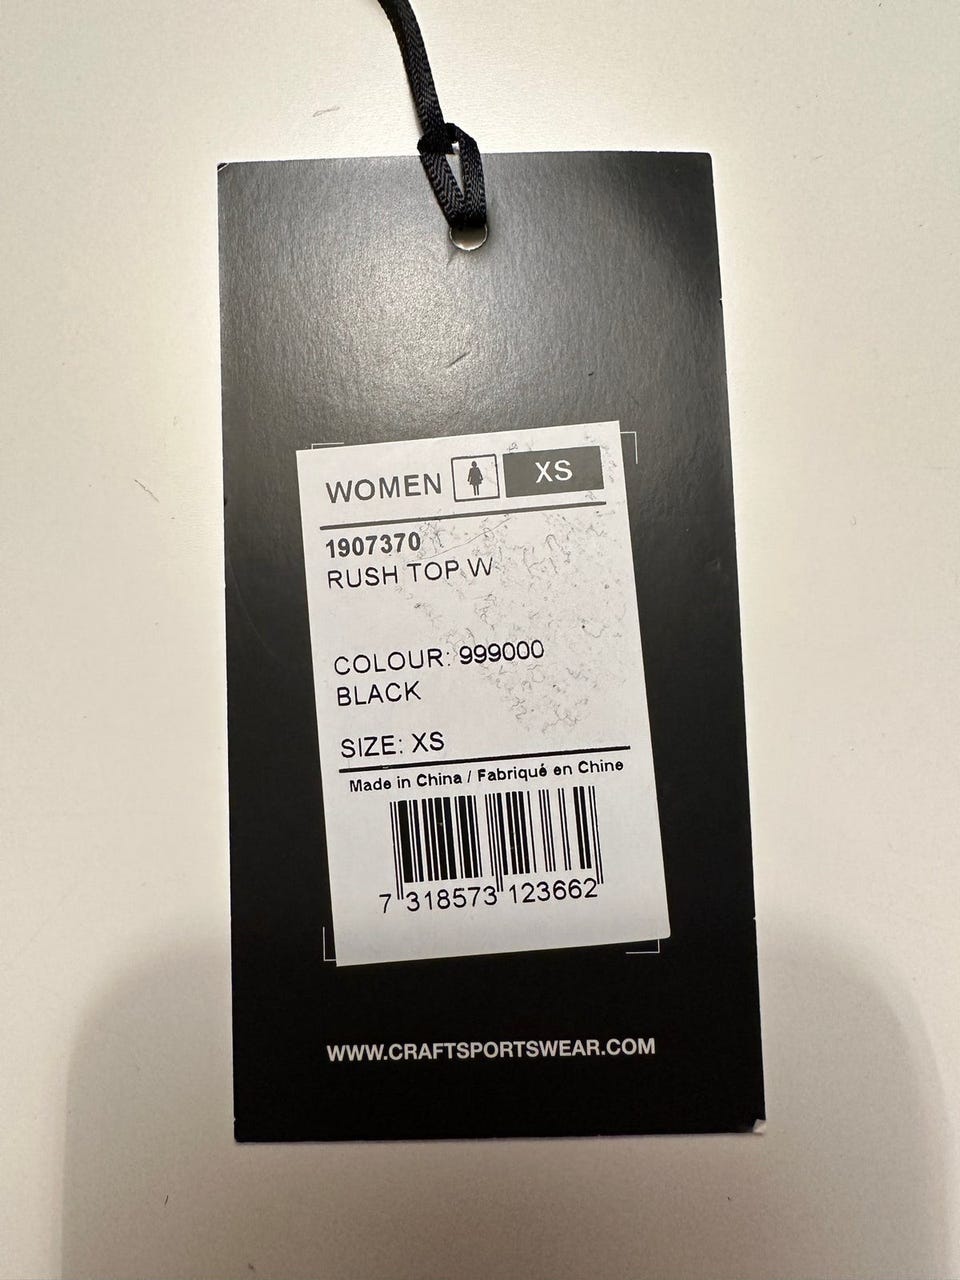 WOMEN XS
1907370
RUSH TOP W
COLOUR: 999000
BLACK
SIZE: XS
Made in China / Fabriqué en Chine
7 318573 123662
WWW.CRAFTSPORTSWEAR.COM